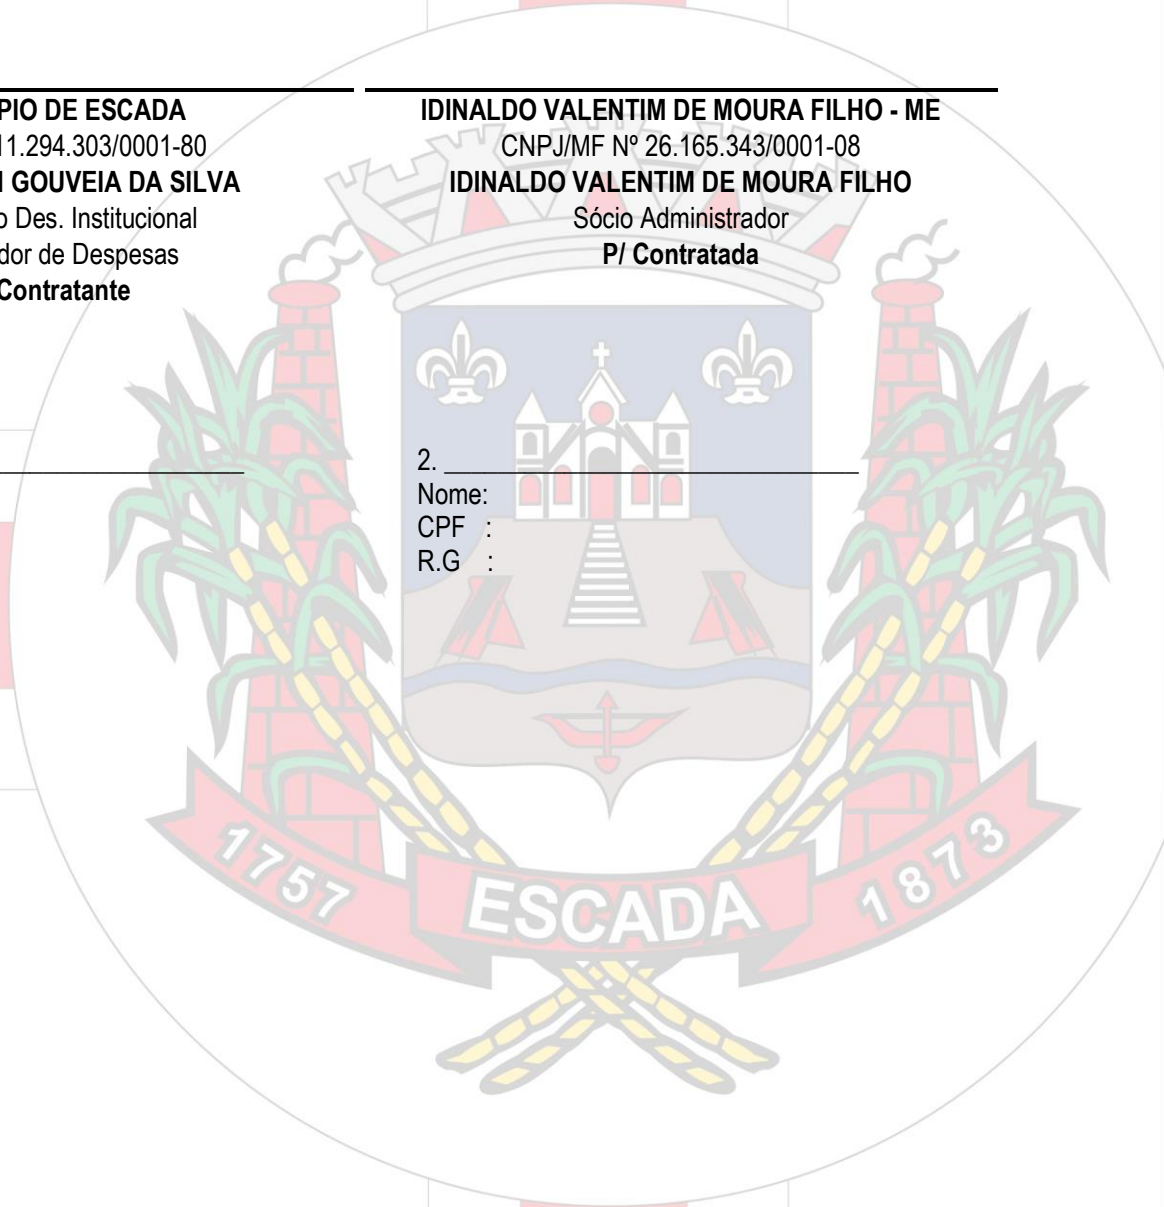 PIO DE ESCADA
11.294.303/0001-80
GOUVEIA DA SILVA
o Des. Institucional
dor de Despesas
Contratante
IDINALDO VALENTIM DE MOURA FILHO - ME
CNPJ/MF Nº 26.165.343/0001-08
IDINALDO VALENTIM DE MOURA FILHO
Sócio Administrador
P/ Contratada
2. ______________________________
Nome:
CPF :
R.G :
1757
ESCADA
1873